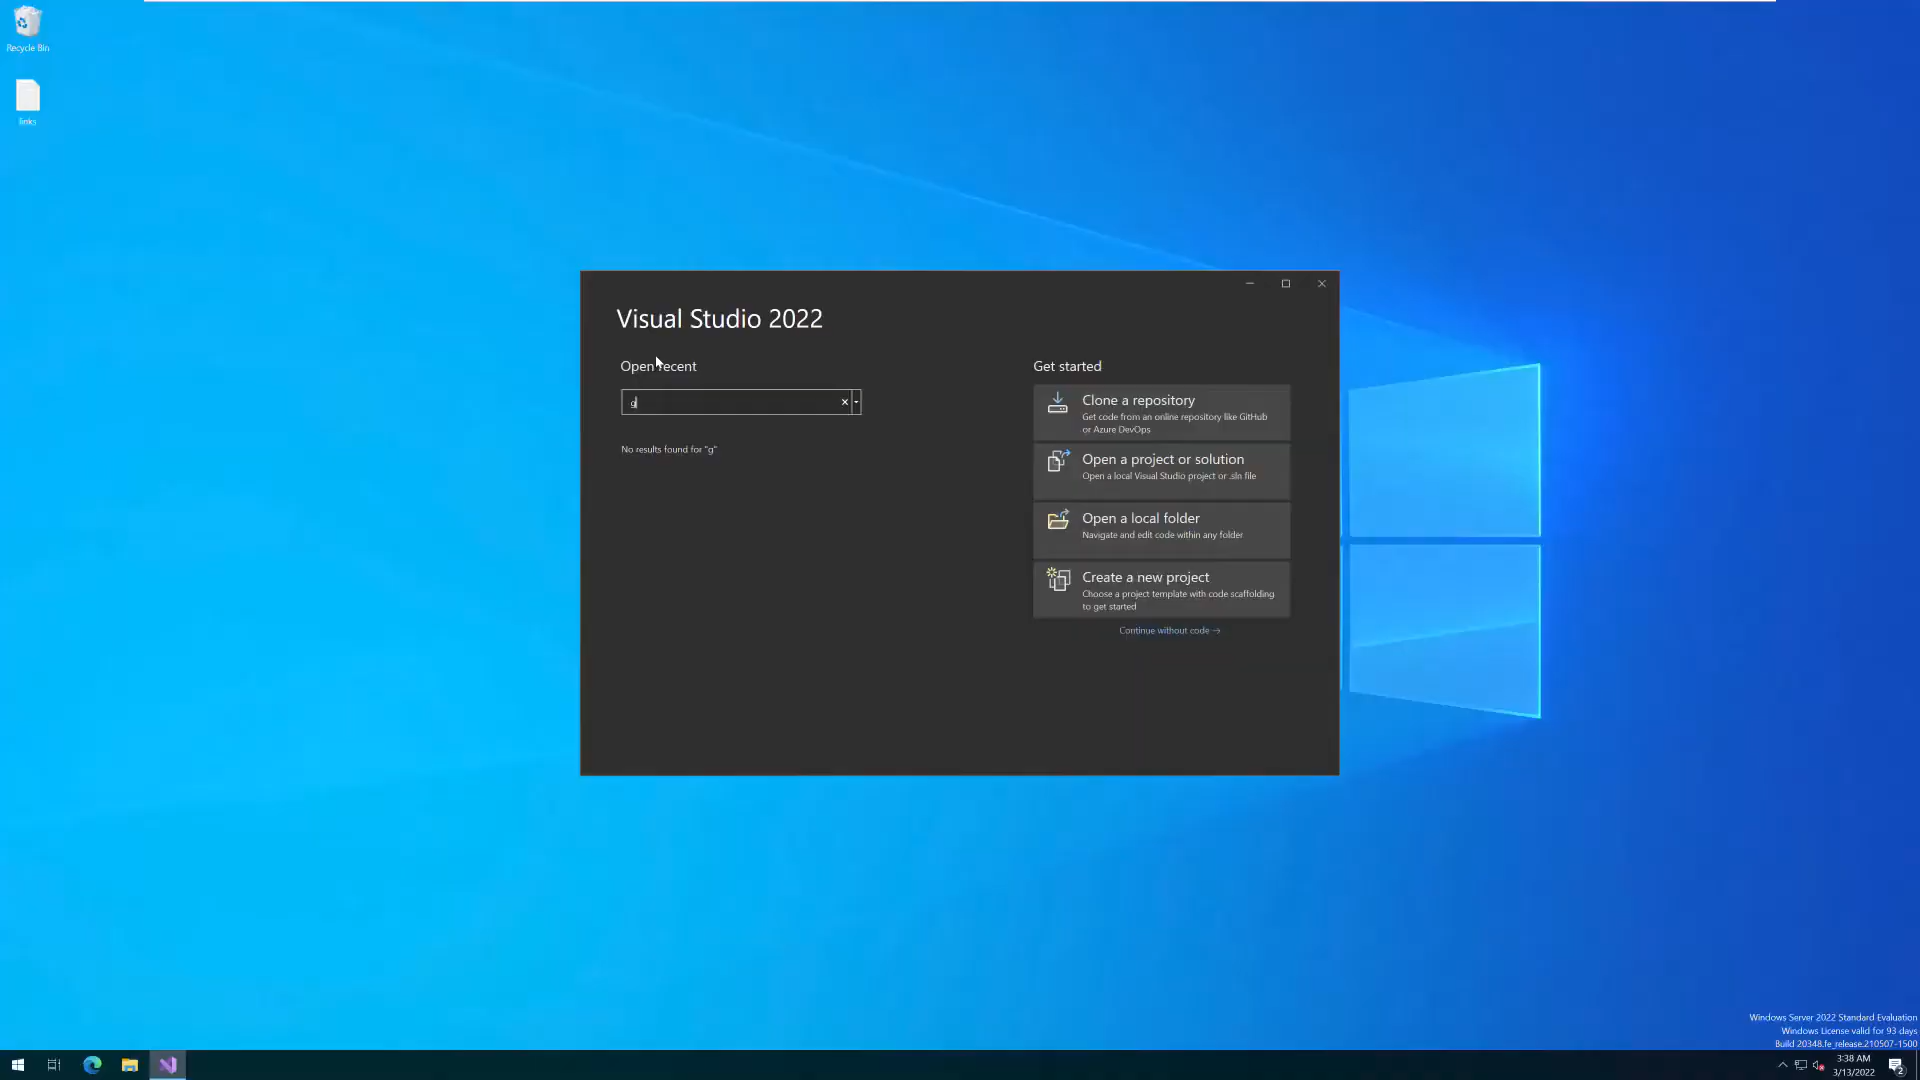 Recycle Bin
links
Visual Studio 2022
Open recent
g
No results found for "g"
Get started
Clone a repository
Get code from an online repository like GitHub
or Azure DevOps
Open a project or solution
Open a local Visual Studio project or .sln file
Open a local folder
Navigate and edit code within any folder
Create a new project
Choose a project template with code scaffolding
to get started
Continue without code →
Windows Server 2022 Standard Evaluation
Windows License valid for 93 days
Build 20348.fe_release.210507-1500
3:38 AM
3/13/2022
2